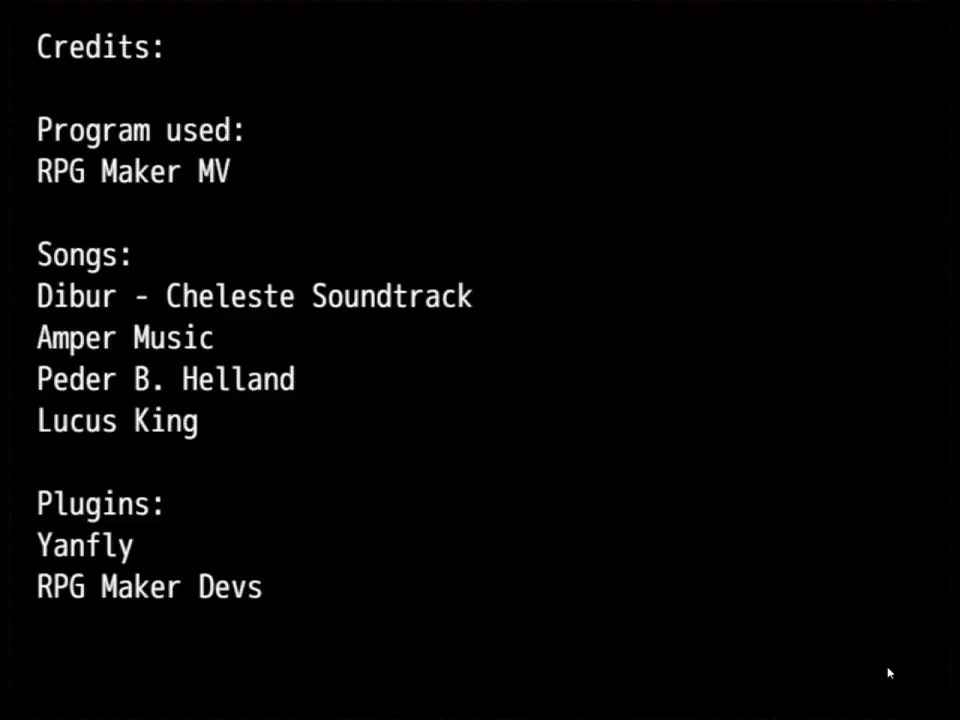 Credits:
Program used:
RPG Maker MV
Songs:
Dibur - Cheleste Soundtrack
Amper Music
Peder B. Helland
Lucus King
Plugins:
Yanfly
RPG Maker Devs